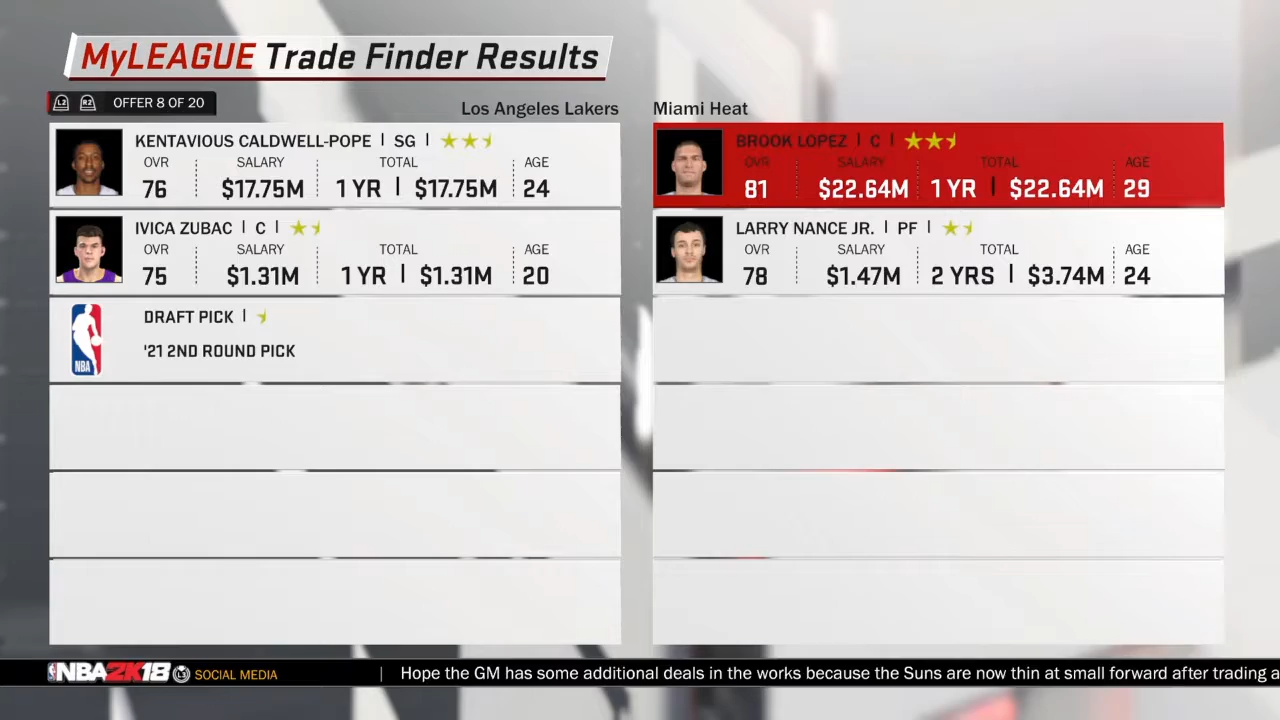 MyLEAGUE Trade Finder Results
L2 R2 OFFER 8 OF 20
Los Angeles Lakers
KENTAVIOUS CALDWELL-POPE | SG |
OVR SALARY TOTAL AGE
76 $17.75M 1 YR | $17.75M 24
IVICA ZUBAC | C |
OVR SALARY TOTAL AGE
75 $1.31M 1 YR | $1.31M 20
NBA
DRAFT PICK |
'21 2ND ROUND PICK
Miami Heat
BROOK LOPEZ | C |
OVR SALARY TOTAL AGE
81 $22.64M 1 YR | $22.64M 29
LARRY NANCE JR. | PF |
OVR SALARY TOTAL AGE
78 $1.47M 2 YRS | $3.74M 24
NBA2K18 SOCIAL MEDIA | Hope the GM has some additional deals in the works because the Suns are now thin at small forward after trading a